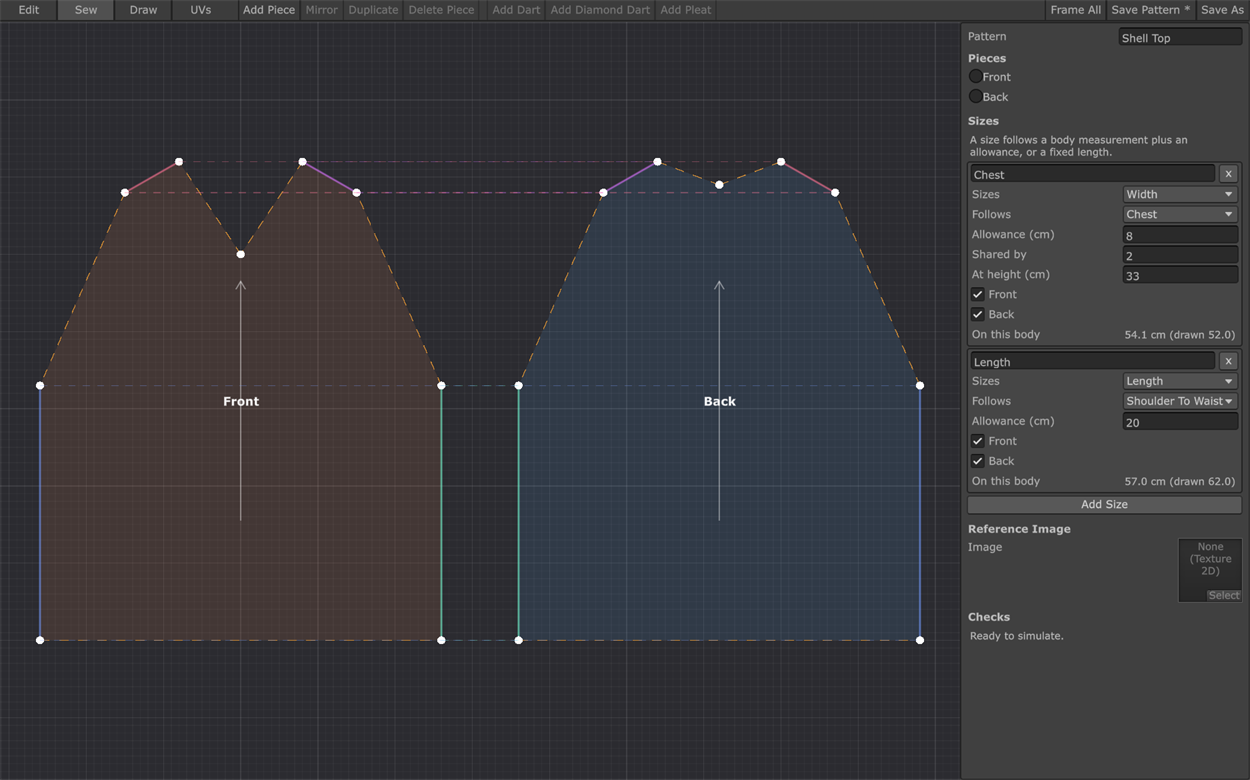 Edit Sew Draw UVs Add Piece Mirror Duplicate Delete Piece Add Dart Add Diamond Dart Add Pleat Frame All Save Pattern * Save As
Pattern Shell Top
Pieces
Front
Back
Sizes
A size follows a body measurement plus an
allowance, or a fixed length.
Chest x
Sizes Width
Follows Chest
Allowance (cm) 8
Shared by 2
At height (cm) 33
Front
Back
On this body 54.1 cm (drawn 52.0)
Length x
Sizes Length
Follows Shoulder To Waist
Allowance (cm) 20
Front
Back
On this body 57.0 cm (drawn 62.0)
Add Size
Reference Image
Image None
(Texture
2D)
Select
Checks
Ready to simulate.
Front Back